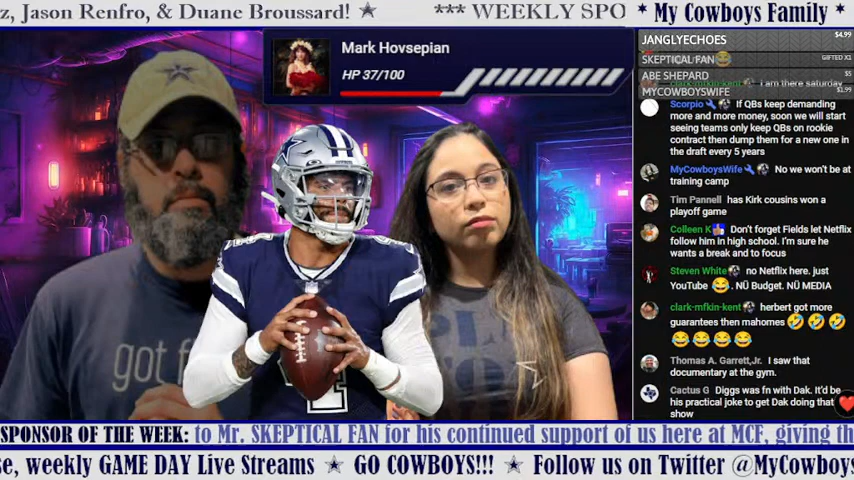 z, Jason Renfro, & Duane Broussard! ★ *** WEEKLY SPO
* My Cowboys Family *
Mark Hovsepian
HP 37/100
got f
JANGLYECHOES $4.99
SKEPTICAL FAN😂 GIFTED X1
ABE SHEPARD $5
i am there saturday
MYCOWBOYSWIFE $1.99
Scorpio🔧 If QBs keep demanding
more and more money, soon we will start
seeing teams only keep QBs on rookie
contract then dump them for a new one in
the draft every 5 years
MyCowboysWife🔧 No we won't be at
training camp
Tim Pannell has Kirk cousins won a
playoff game
Colleen K Don't forget Fields let Netflix
follow him in high school. I'm sure he
wants a break and to focus
Steven White no Netflix here. just
YouTube 😂. NÜ Budget. NÜ MEDIA
clark-mfkin-kent herbert got more
guarantees then mahomes 🤣🤣🤣
😂😂😂😂
Thomas A. Garrett,Jr. I saw that
documentary at the gym.
Cactus G Diggs was fn with Dak. It'd be
his practical joke to get Dak doing that
show
SPONSOR OF THE WEEK: to Mr. SKEPTICAL FAN for his continued support of us here at MCF, giving th
se, weekly GAME DAY Live Streams ★ GO COWBOYS!!! ★ Follow us on Twitter @MyCowboys